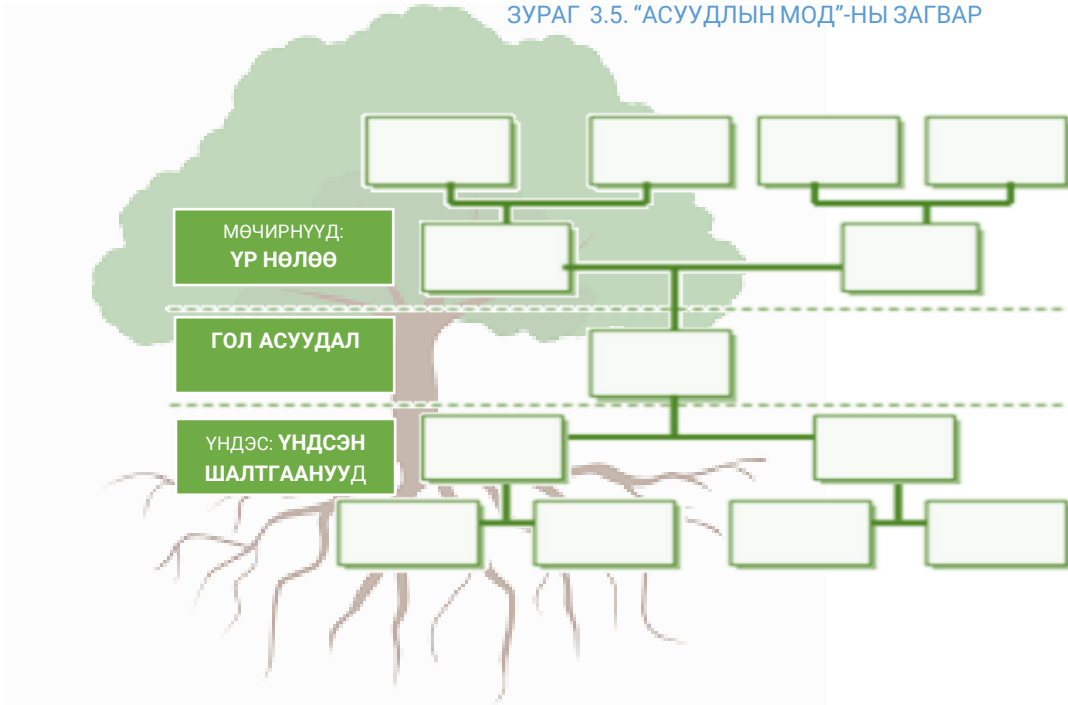 ЗУРАГ 3.5. “АСУУДЛЫН МОД”-НЫ ЗАГВАР
МӨЧИРНҮҮД:
ҮР НӨЛӨӨ
ГОЛ АСУУДАЛ
ҮНДЭС: ҮНДСЭН
ШАЛТГААНУУД